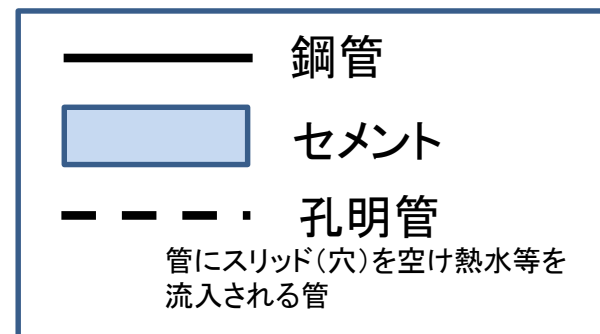 鋼管
セメント
孔明管
管にスリッド（穴）を空け熱水等を
流入される管